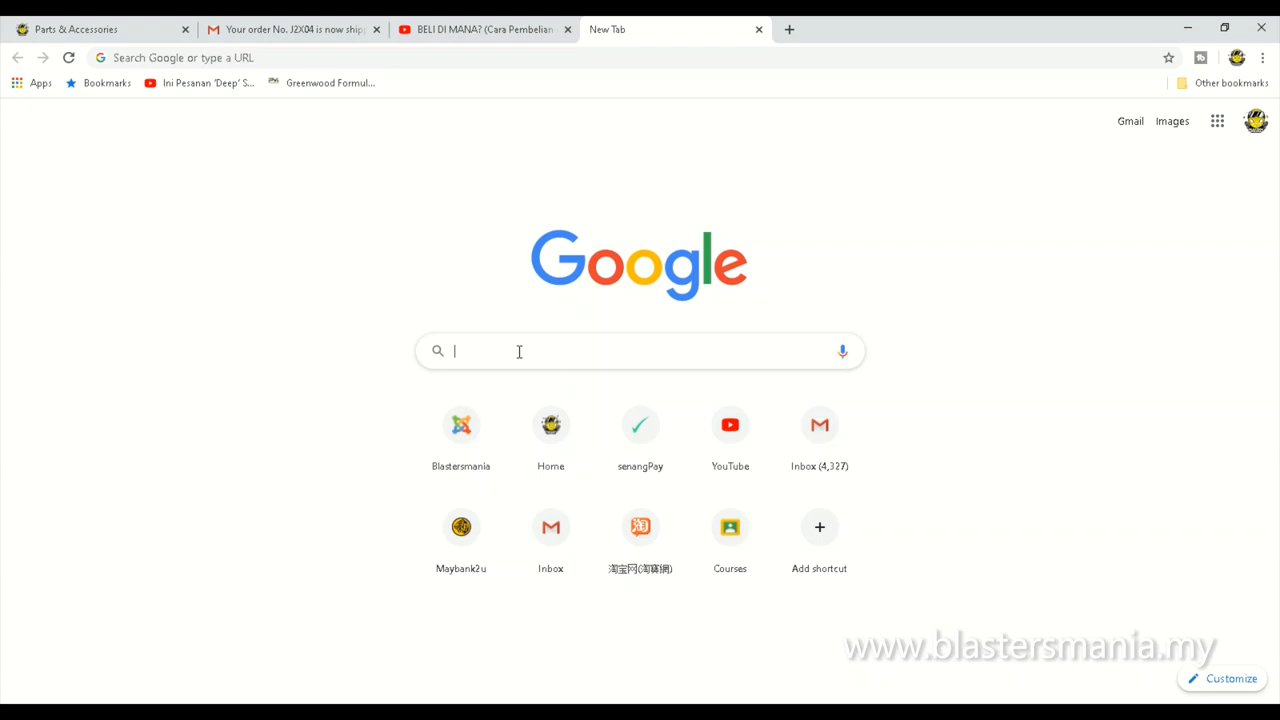 Parts & Accessories
Your order No. J2X04 is now shipp
BELI DI MANA? (Cara Pembelian
New Tab
Search Google or type a URL
Apps
Bookmarks
Ini Pesanan 'Deep' S...
Greenwood Formul...
Other bookmarks
Gmail
Images
Google
Blastersmania
Home
senangPay
YouTube
Inbox (4,327)
Maybank2u
Inbox
淘宝网(淘寶網)
Courses
Add shortcut
www.blastersmania.my
Customize